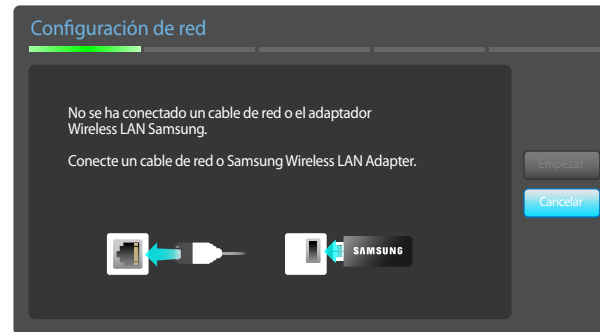 Configuración de red
No se ha conectado un cable de red o el adaptador
Wireless LAN Samsung.
Conecte un cable de red o Samsung Wireless LAN Adapter.
Empezar
Cancelar
SAMSUNG